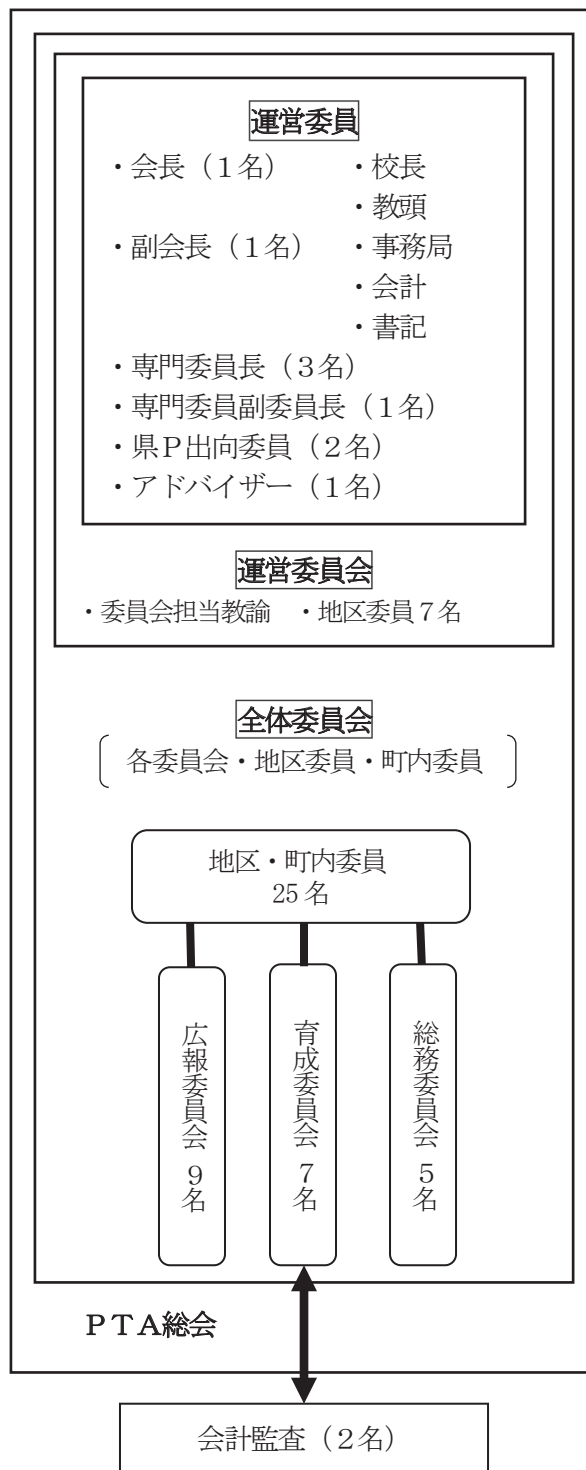 運営委員
・会長（１名） ・校長
・教頭
・副会長（１名） ・事務局
・会計
・書記
・専門委員長（３名）
・専門委員副委員長（１名）
・県Ｐ出向委員（２名）
・アドバイザー（１名）
運営委員会
・委員会担当教諭 ・地区委員７名
全体委員会
〔 各委員会・地区委員・町内委員 〕
地区・町内委員
25名
広報委員会 ９名
育成委員会 ７名
総務委員会 ５名
ＰＴＡ総会
会計監査（２名）